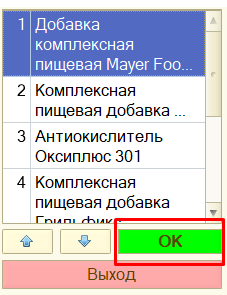 1 Добавка
комплексная
пищевая Mayer Foo...
2 Комплексная
пищевая добавка ...
3 Антиокислитель
Оксиплюс 301
4 Комплексная
пищевая добавка
OK
Выход